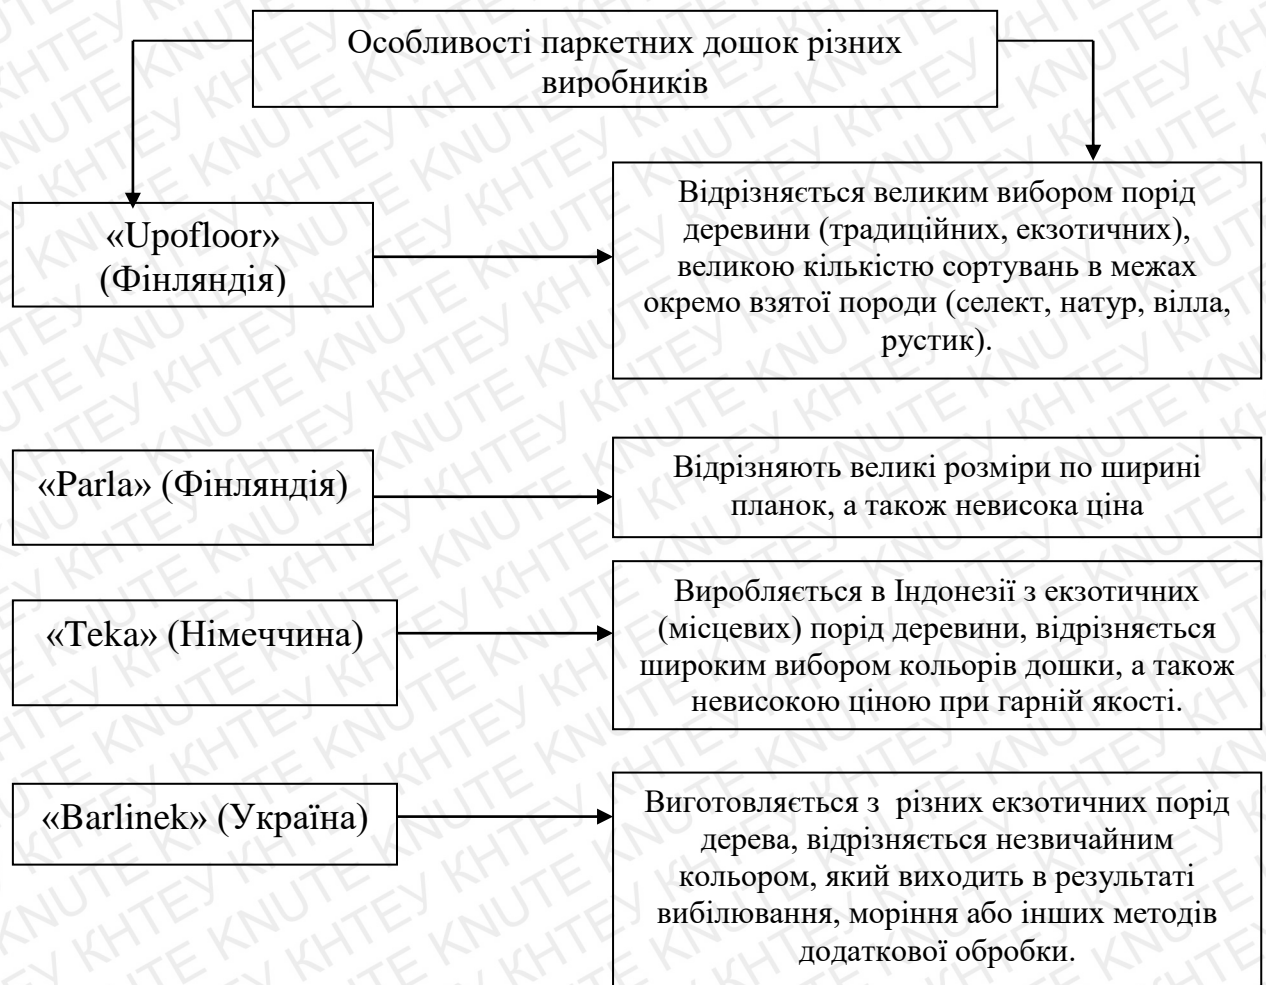 Особливості паркетних дошок різних
виробників
«Upofloor»
(Фінляндія)
Відрізняється великим вибором порід
деревини (традиційних, екзотичних),
великою кількістю сортувань в межах
окремо взятої породи (селект, натур, вілла,
рустик).
«Parla» (Фінляндія)
Відрізняють великі розміри по ширині
планок, а також невисока ціна
«Teka» (Німеччина)
Виробляється в Індонезії з екзотичних
(місцевих) порід деревини, відрізняється
широким вибором кольорів дошки, а також
невисокою ціною при гарній якості.
«Barlinek» (Україна)
Виготовляється з  різних екзотичних порід
дерева, відрізняється незвичайним
кольором, який виходить в результаті
вибілювання, моріння або інших методів
додаткової обробки.